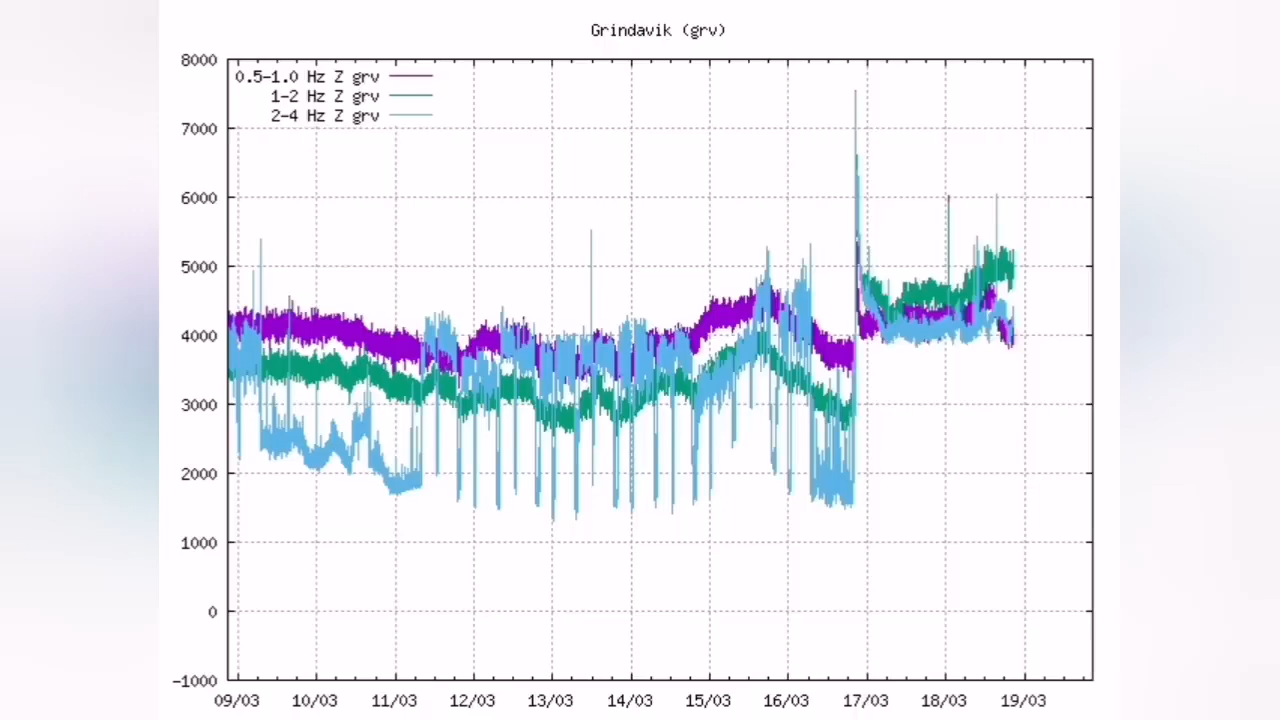 Grindavik (grv)
8000
0.5-1.0 Hz Z grv
1-2 Hz Z grv
2-4 Hz Z grv
7000
6000
5000
4000
3000
2000
1000
0
-1000
09/03 10/03 11/03 12/03 13/03 14/03 15/03 16/03 17/03 18/03 19/03